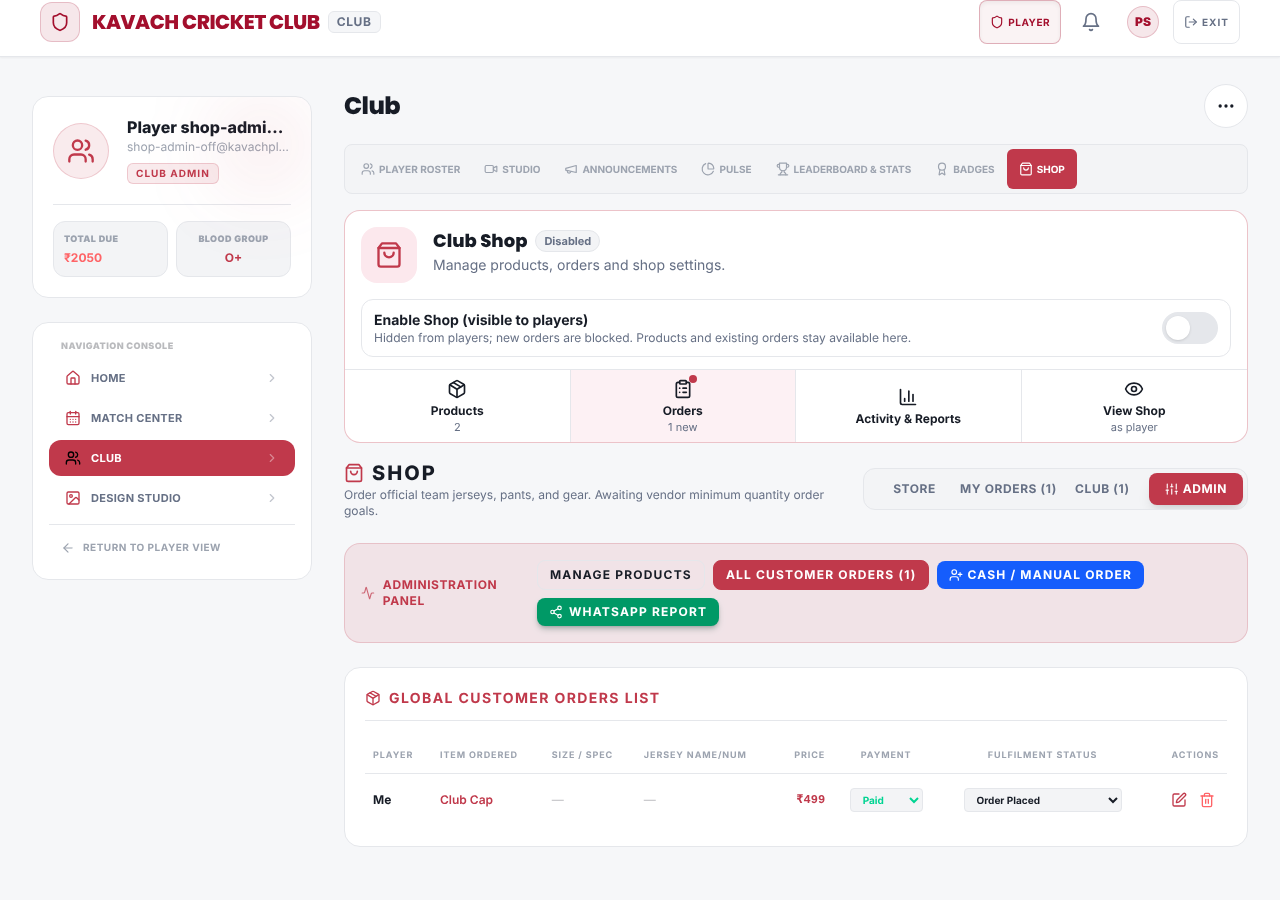 KAVACH CRICKET CLUB CLUB
PLAYER
PS
EXIT
Player shop-admi...
shop-admin-off@kavachpl...
CLUB ADMIN
TOTAL DUE
₹2050
BLOOD GROUP
O+
NAVIGATION CONSOLE
HOME
MATCH CENTER
CLUB
DESIGN STUDIO
RETURN TO PLAYER VIEW
Club
PLAYER ROSTER STUDIO ANNOUNCEMENTS PULSE LEADERBOARD & STATS BADGES SHOP
Club Shop Disabled
Manage products, orders and shop settings.
Enable Shop (visible to players)
Hidden from players; new orders are blocked. Products and existing orders stay available here.
Products
2
Orders
1 new
Activity & Reports
View Shop
as player
SHOP
Order official team jerseys, pants, and gear. Awaiting vendor minimum quantity order
goals.
STORE MY ORDERS (1) CLUB (1) ADMIN
ADMINISTRATION
PANEL
MANAGE PRODUCTS ALL CUSTOMER ORDERS (1) CASH / MANUAL ORDER
WHATSAPP REPORT
GLOBAL CUSTOMER ORDERS LIST
PLAYER ITEM ORDERED SIZE / SPEC JERSEY NAME/NUM PRICE PAYMENT FULFILMENT STATUS ACTIONS
Me Club Cap — — ₹499 Paid Order Placed